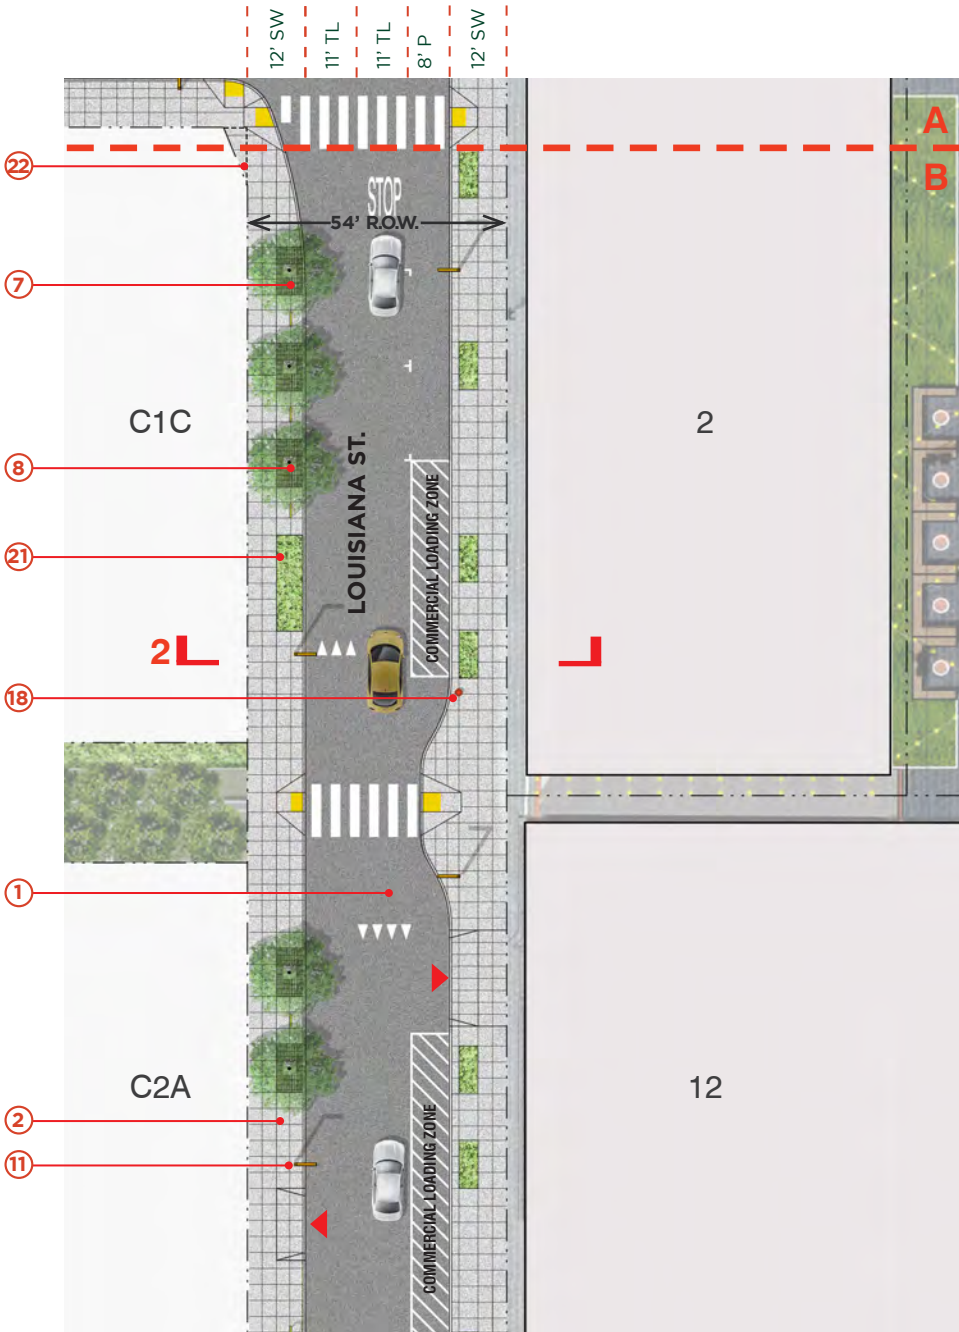 12' SW
11' TL
11' TL
8' P
12' SW
A
B
22
STOP
54' R.O.W.
7
C1C
2
8
LOUISIANA ST.
COMMERCIAL LOADING ZONE
21
2
18
1
C2A
12
2
11
COMMERCIAL LOADING ZONE